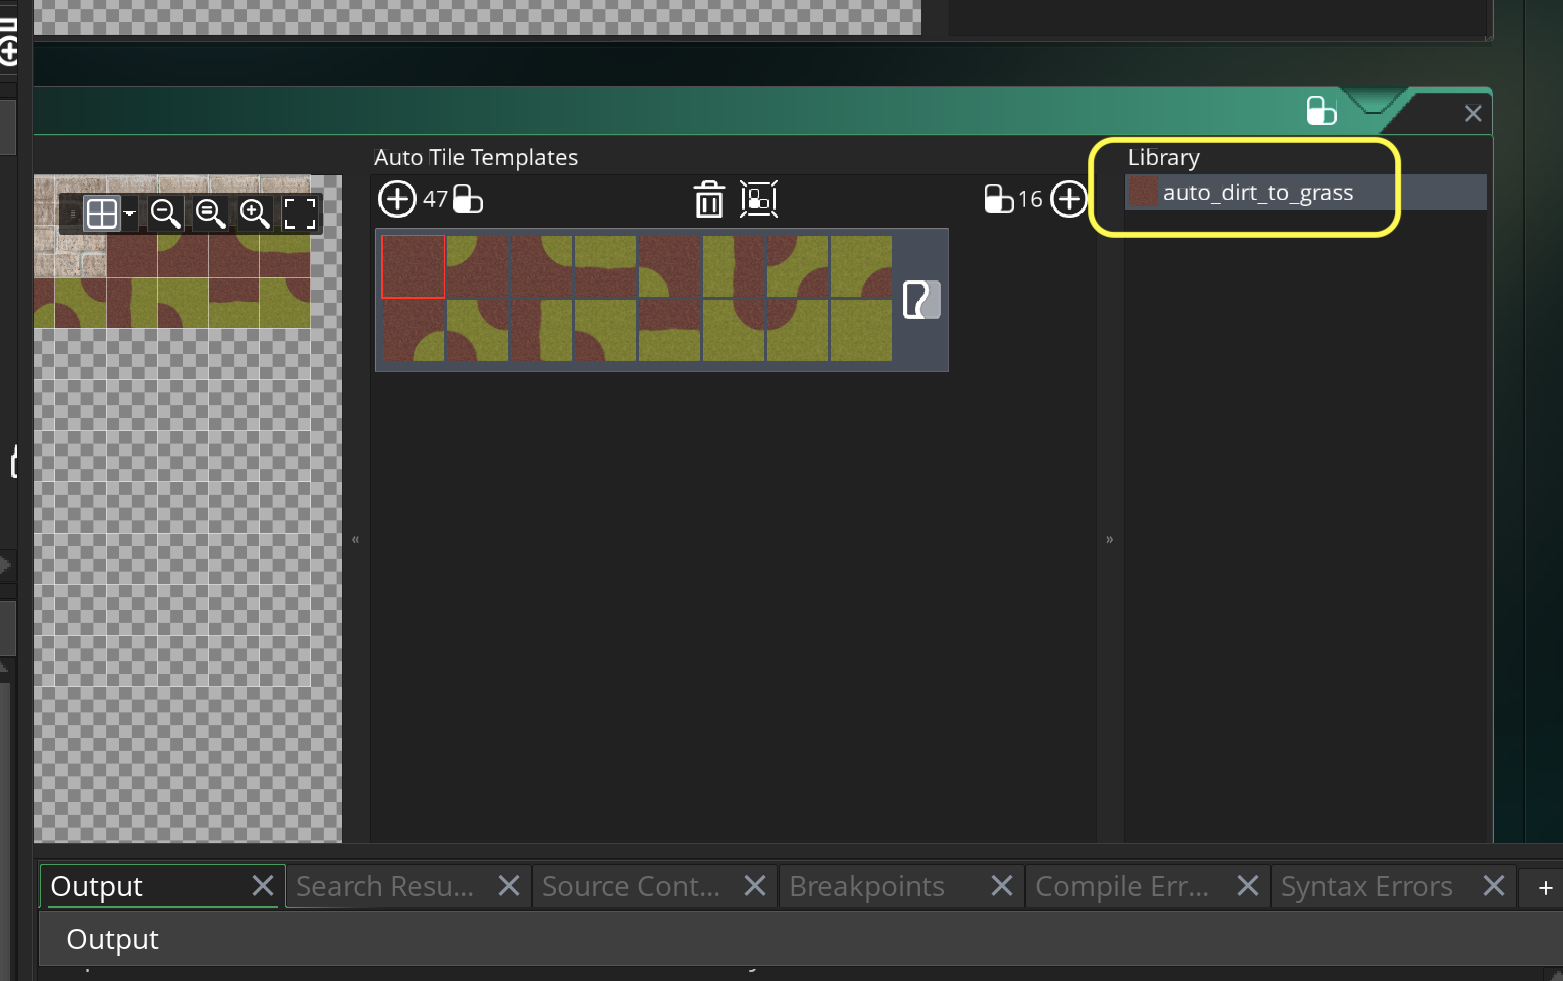 Auto Tile Templates
Library
47
16
auto_dirt_to_grass
Output
Search Resu...
Source Cont...
Breakpoints
Compile Err...
Syntax Errors
Output